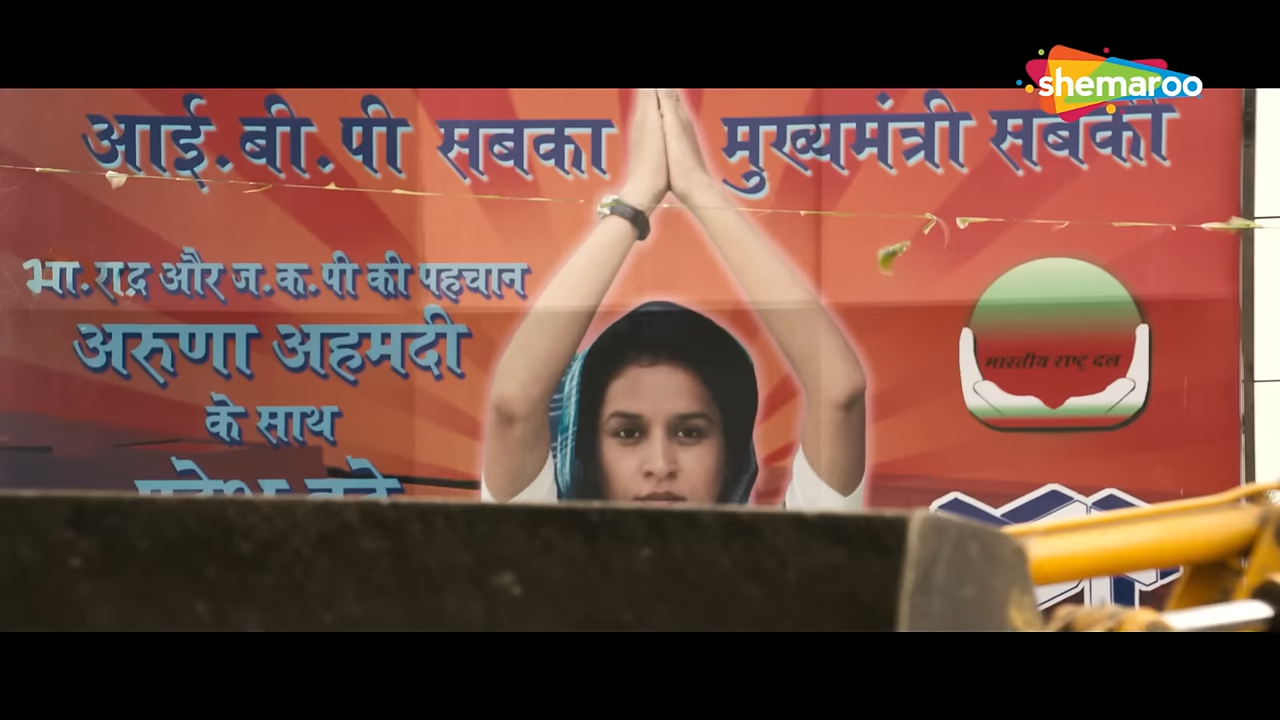 shemaroo
आई.बी.पी सबका मुख्यमंत्री सबकी
भा.रा.द और ज.क.पी की पहचान
अरुणा अहमदी
के साथ
भारतीय राष्ट्र दल